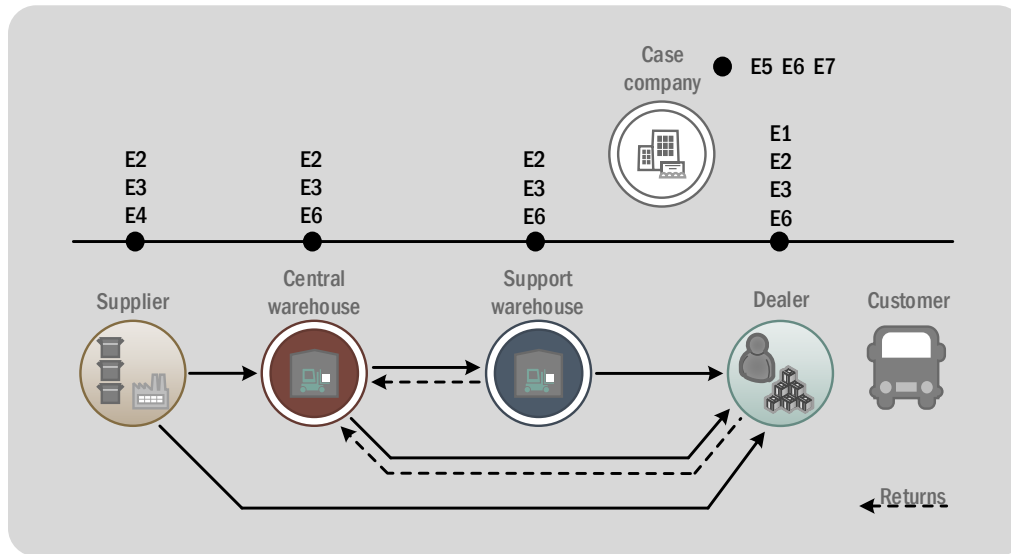 Case
company
E5 E6 E7
E2
E3
E4
E2
E3
E6
E2
E3
E6
E1
E2
E3
E6
Supplier
Central
warehouse
Support
warehouse
Dealer
Customer
Returns